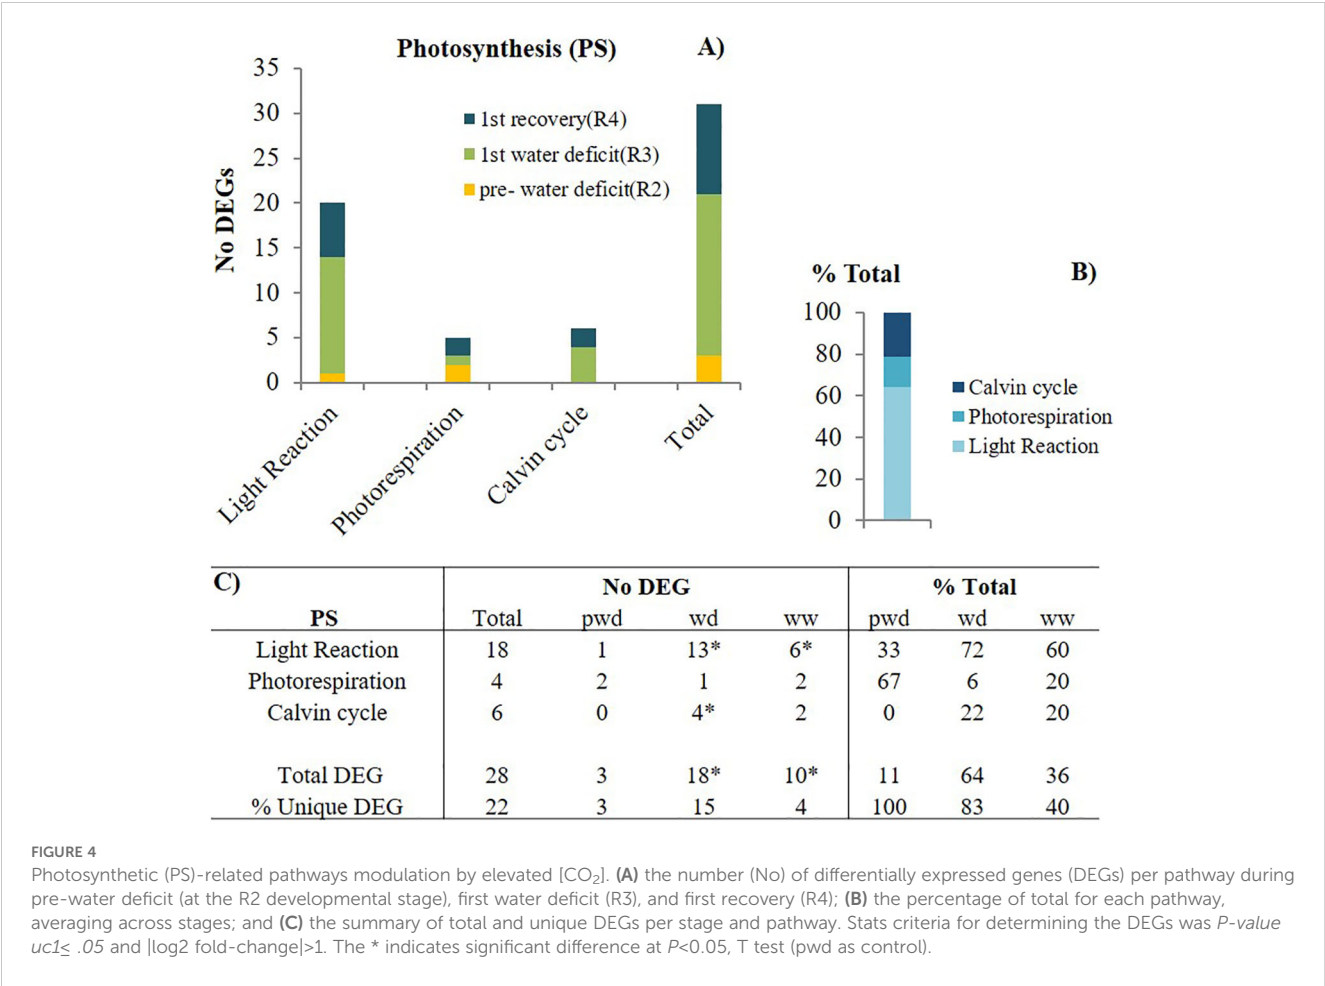 Photosynthesis (PS) A)
35
30
25
20
15
10
5
0
No DEGs
1st recovery(R4)
1st water deficit(R3)
pre- water deficit(R2)
Light Reaction
Photorespiration
Calvin cycle
Total
% Total B)
100
80
60
40
20
0
Calvin cycle
Photorespiration
Light Reaction
C) No DEG % Total
PS Total pwd wd ww pwd wd ww
Light Reaction 18 1 13* 6* 33 72 60
Photorespiration 4 2 1 2 67 6 20
Calvin cycle 6 0 4* 2 0 22 20
Total DEG 28 3 18* 10* 11 64 36
% Unique DEG 22 3 15 4 100 83 40
FIGURE 4
Photosynthetic (PS)-related pathways modulation by elevated [CO₂]. (A) the number (No) of differentially expressed genes (DEGs) per pathway during
pre-water deficit (at the R2 developmental stage), first water deficit (R3), and first recovery (R4); (B) the percentage of total for each pathway,
averaging across stages; and (C) the summary of total and unique DEGs per stage and pathway. Stats criteria for determining the DEGs was P-value
uc1≤ .05 and |log2 fold-change|>1. The * indicates significant difference at P<0.05, T test (pwd as control).